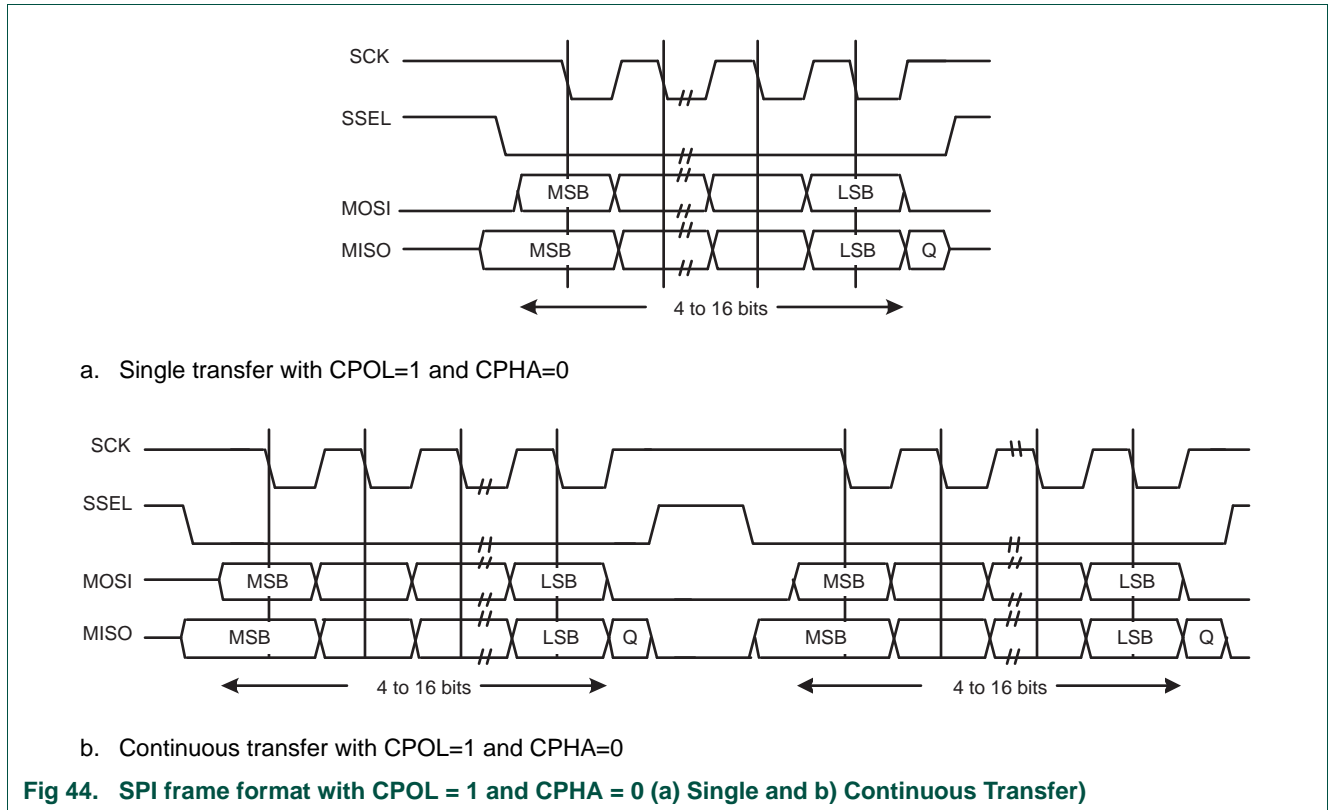 SCK
SSEL
MSB LSB
MOSI
MISO MSB LSB Q
4 to 16 bits
a. Single transfer with CPOL=1 and CPHA=0
SCK
SSEL
MOSI MSB LSB MSB LSB
MISO MSB LSB Q MSB LSB Q
4 to 16 bits 4 to 16 bits
b. Continuous transfer with CPOL=1 and CPHA=0
Fig 44. SPI frame format with CPOL = 1 and CPHA = 0 (a) Single and b) Continuous Transfer)